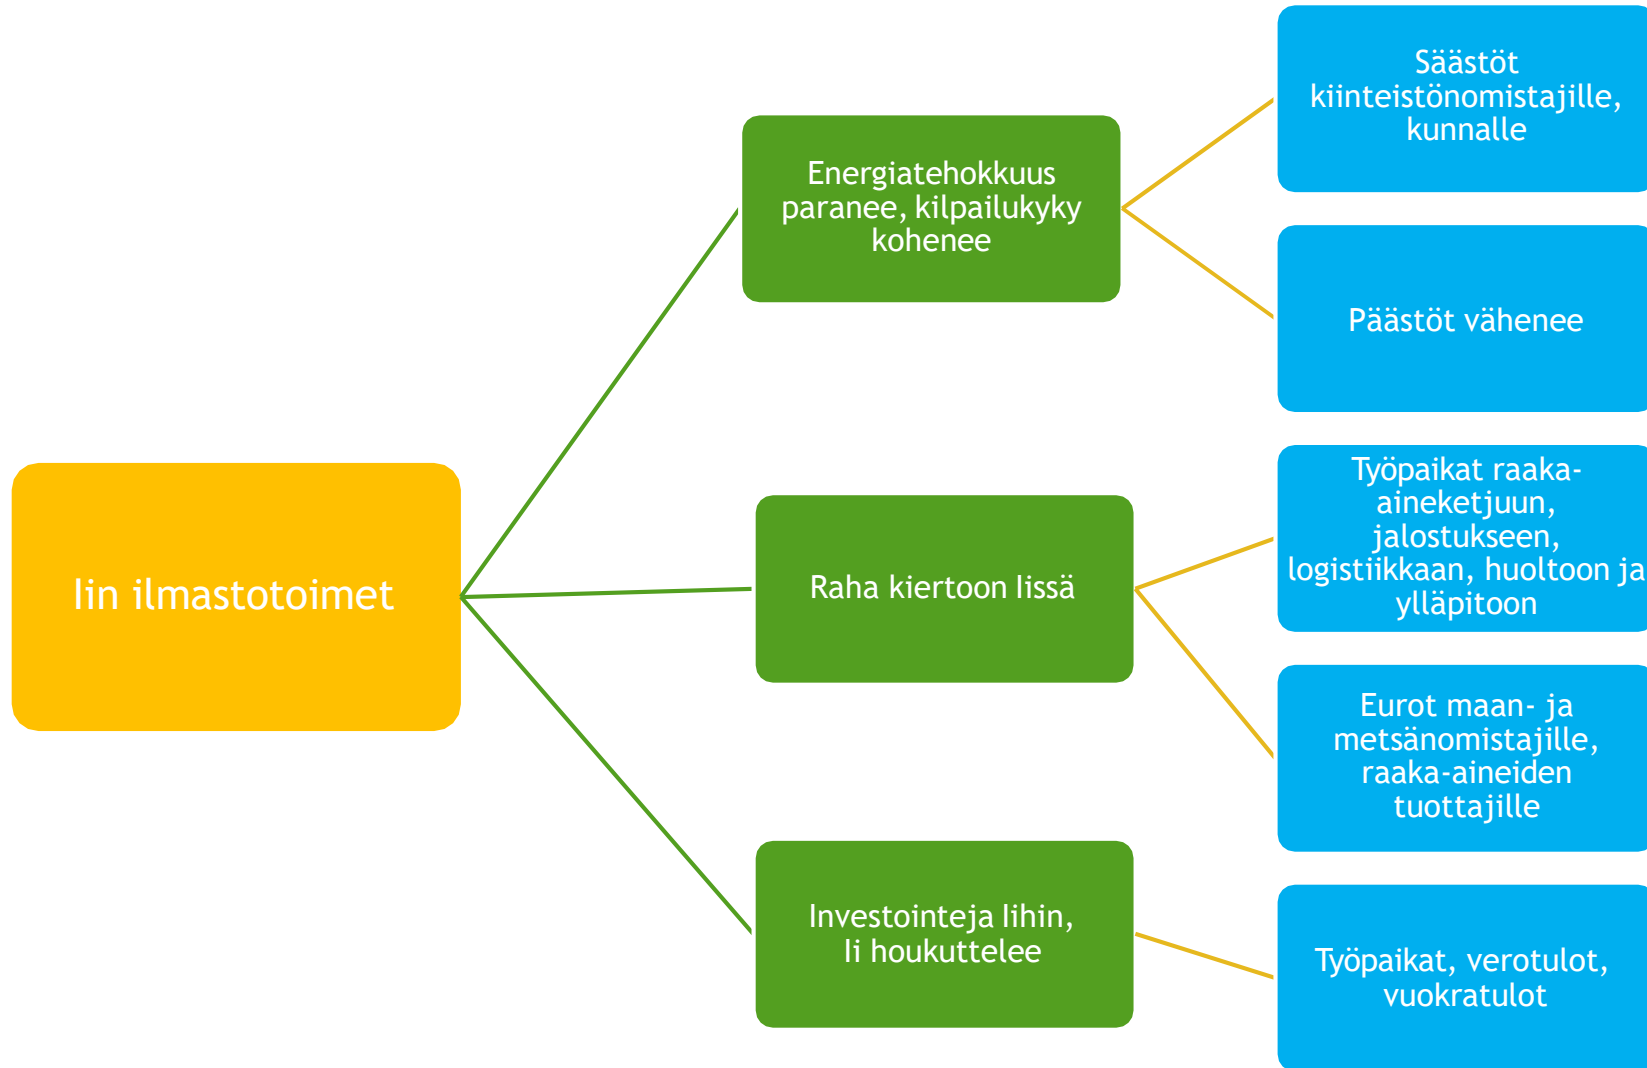 Iin ilmastotoimet
Energiatehokkuus
paranee, kilpailukyky
kohenee
Säästöt
kiinteistönomistajille,
kunnalle
Päästöt vähenee
Raha kiertoon Iissä
Työpaikat raaka-
aineketjuun,
jalostukseen,
logistiikkaan, huoltoon ja
ylläpitoon
Eurot maan- ja
metsänomistajille,
raaka-aineiden
tuottajille
Investointeja Iihin,
Ii houkuttelee
Työpaikat, verotulot,
vuokratulot